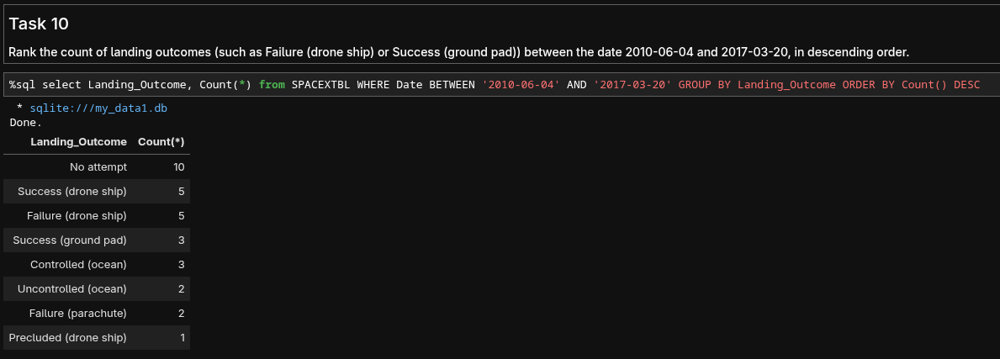 Task 10
Rank the count of landing outcomes (such as Failure (drone ship) or Success (ground pad)) between the date 2010-06-04 and 2017-03-20, in descending order.
%sql select Landing_Outcome, Count(*) from SPACEXTBL WHERE Date BETWEEN '2010-06-04' AND '2017-03-20' GROUP BY Landing_Outcome ORDER BY Count() DESC
* sqlite:///my_data1.db
Done.
Landing_Outcome Count(*)
No attempt 10
Success (drone ship) 5
Failure (drone ship) 5
Success (ground pad) 3
Controlled (ocean) 3
Uncontrolled (ocean) 2
Failure (parachute) 2
Precluded (drone ship) 1